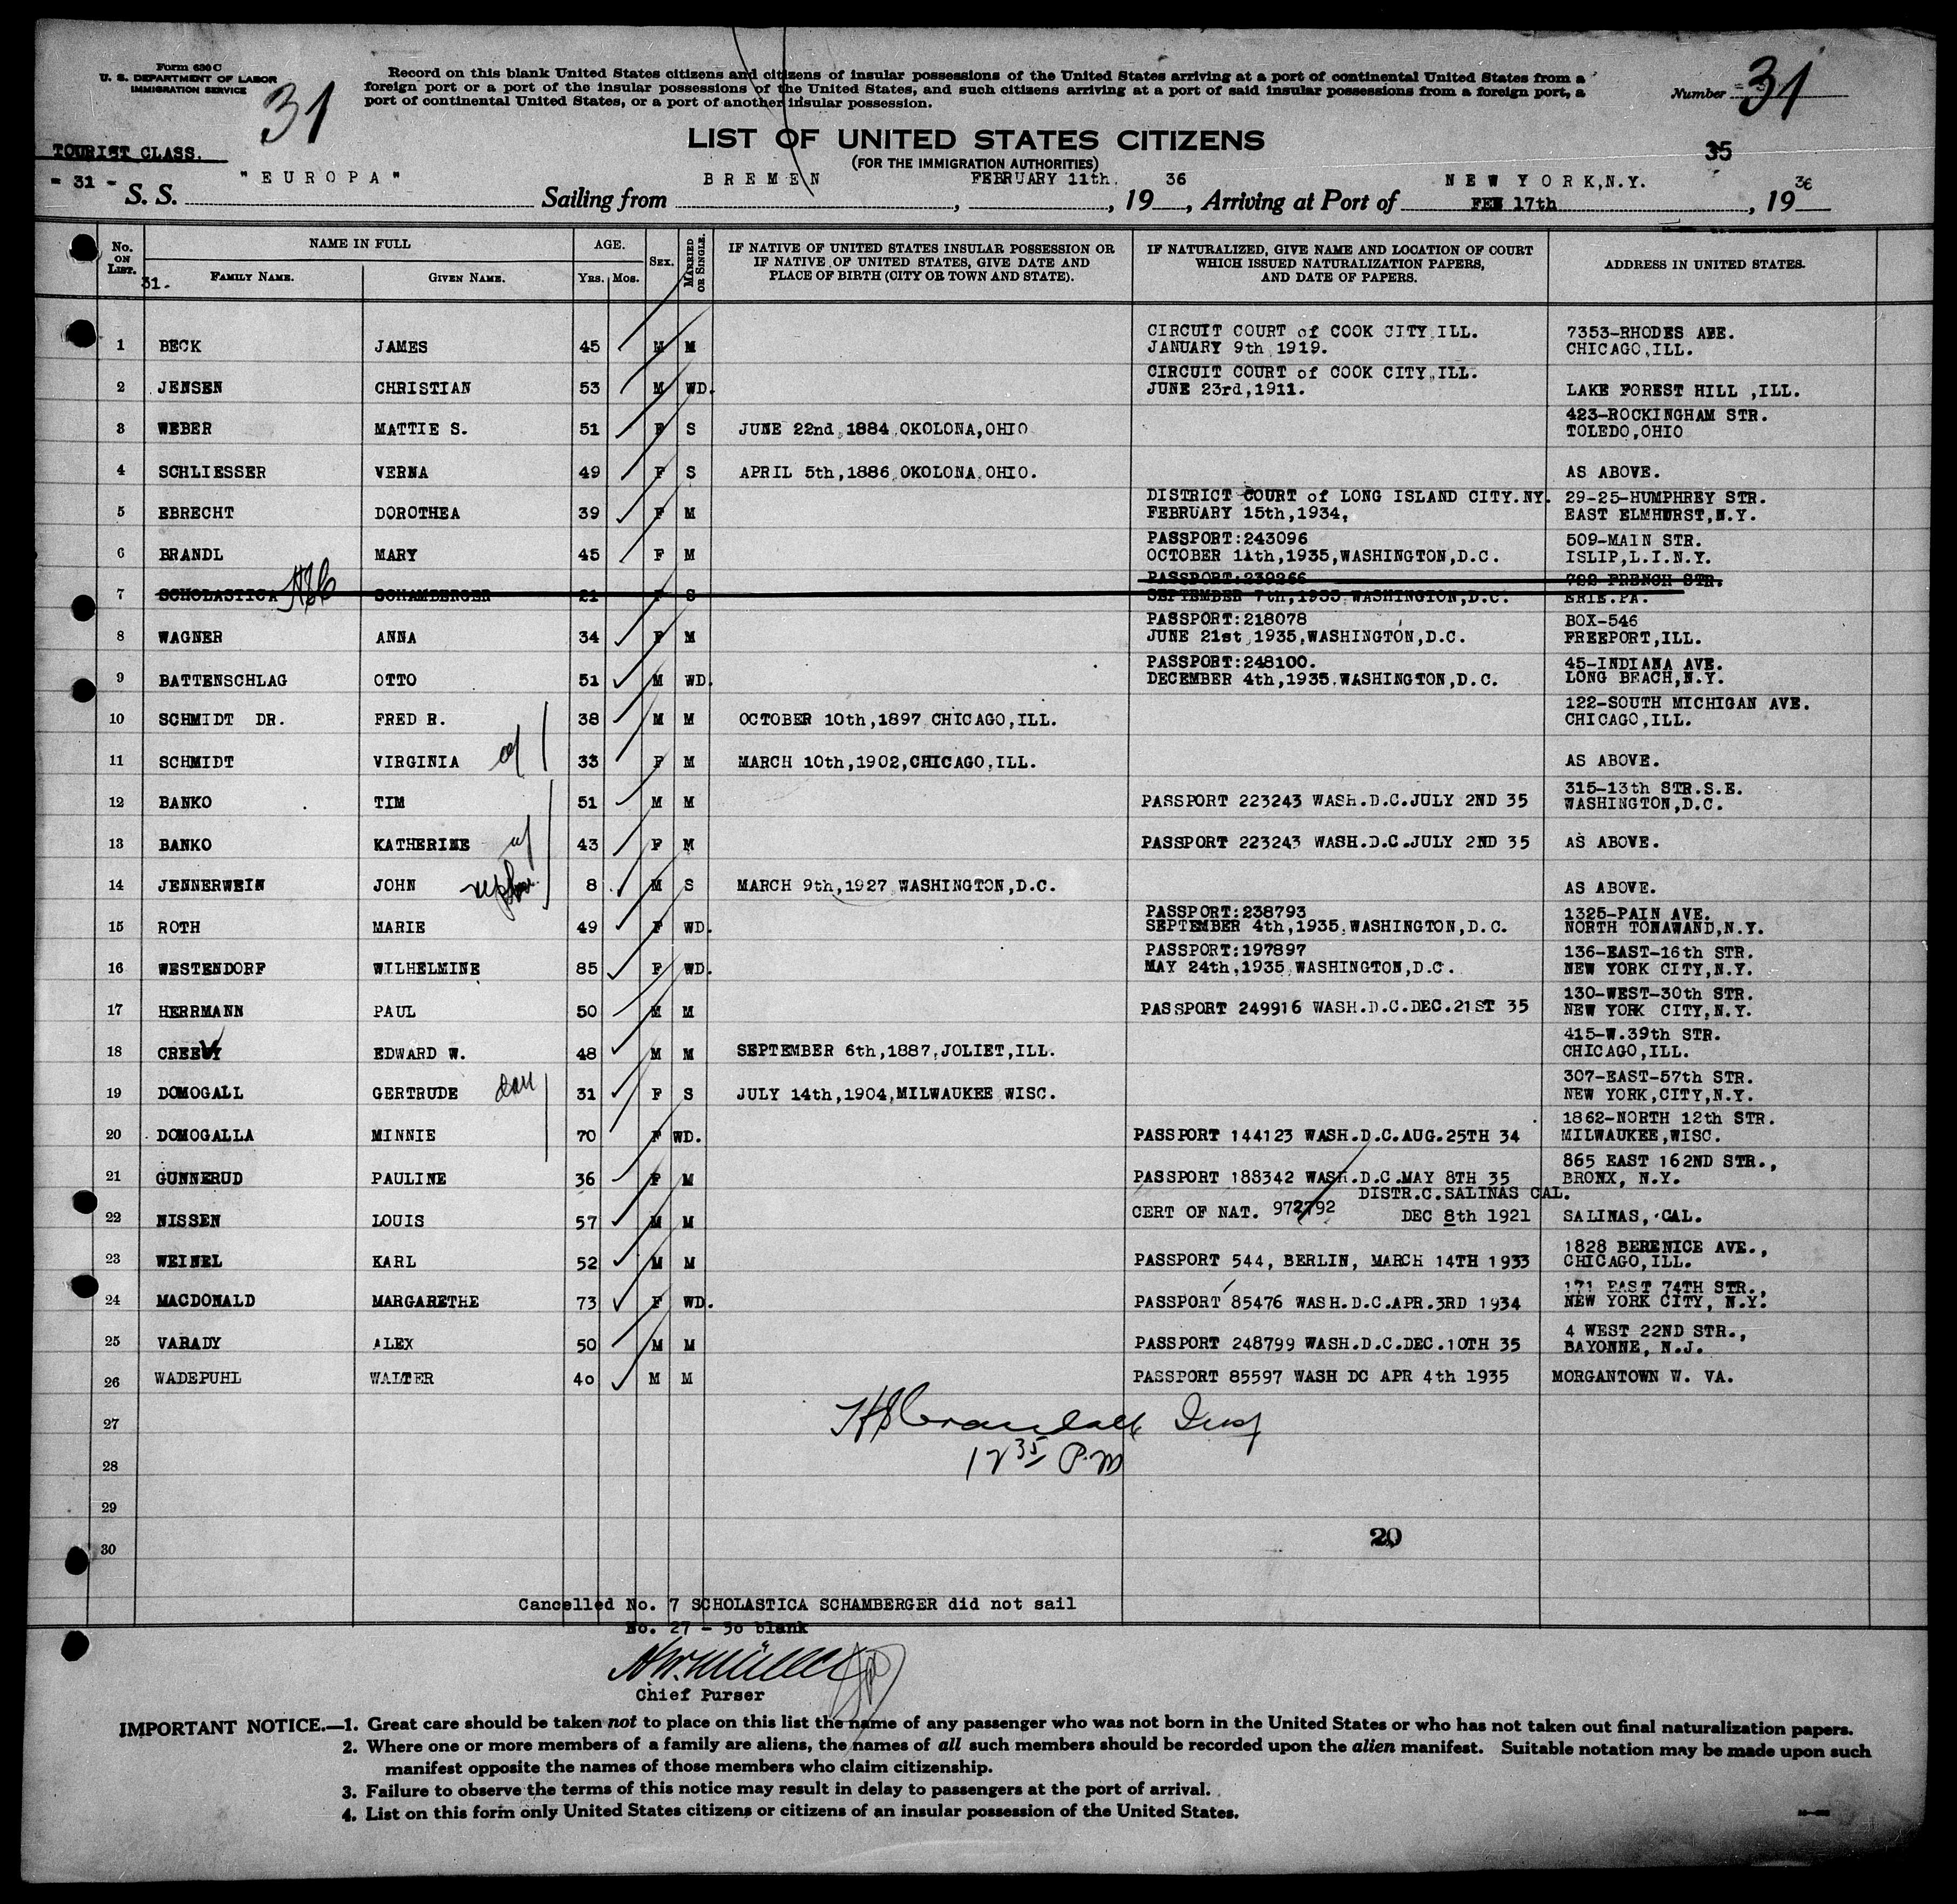 Form 630 C
U. S. DEPARTMENT OF LABOR
IMMIGRATION SERVICE
31
Record on this blank United States citizens and citizens of insular possessions of the United States arriving at a port of continental United States from a
foreign port or a port of the insular possessions of the United States, and such citizens arriving at a port of said insular possessions from a foreign port, a
port of continental United States, or a port of another insular possession.
Number 31
LIST OF UNITED STATES CITIZENS
(FOR THE IMMIGRATION AUTHORITIES)
35
TOURIST CLASS.
- 31 - S. S. "EUROPA" Sailing from BREMEN, FEBRUARY 11th., 1936, Arriving at Port of NEW YORK,N.Y. FEB 17th, 1936
No. ON LIST. NAME IN FULL AGE. SEX. MARRIED OR SINGLE. IF NATIVE OF UNITED STATES INSULAR POSSESSION OR IF NATIVE OF UNITED STATES, GIVE DATE AND PLACE OF BIRTH (CITY OR TOWN AND STATE). IF NATURALIZED, GIVE NAME AND LOCATION OF COURT WHICH ISSUED NATURALIZATION PAPERS, AND DATE OF PAPERS. ADDRESS IN UNITED STATES.
31. FAMILY NAME. GIVEN NAME. YRS. MOS.
1 BECK JAMES 45 M M CIRCUIT COURT of COOK CITY ILL. JANUARY 9th 1919. 7353-RHODES AEE. CHICAGO,ILL.
2 JENSEN CHRISTIAN 53 M WD. CIRCUIT COURT of COOK CITY,ILL. JUNE 23rd,1911. LAKE FOREST HILL ,ILL.
3 WEBER MATTIE S. 51 F S JUNE 22nd,1884,OKOLONA,OHIO 423-ROCKINGHAM STR. TOLEDO,OHIO
4 SCHLIESSER VERNA 49 F S APRIL 5th,1886,OKOLONA,OHIO. AS ABOVE.
5 EBRECHT DOROTHEA 39 F M DISTRICT COURT of LONG ISLAND CITY.NY. FEBRUARY 15th,1934, 29-25-HUMPHREY STR. EAST ELMHURST,N.Y.
6 BRANDL MARY 45 F M PASSPORT:243096 OCTOBER 11th,1935,WASHINGTON,D.C. 509-MAIN STR. ISLIP,L.I.N.Y.
7 SCHOLASTICA SCHAMBERGER 21 F S PASSPORT:239266 SEPTEMBER 7th,1935 WASHINGTON,D.C. 722 FRENCH STR. ERIE.PA.
8 WAGNER ANNA 34 F M PASSPORT:218078 JUNE 21st,1935,WASHINGTON,D.C. BOX-546 FREEPORT,ILL.
9 BATTENSCHLAG OTTO 51 M WD. PASSPORT:248100. DECEMBER 4th,1935.WASHINGTON,D.C. 45-INDIANA AVE. LONG BEACH,N.Y.
10 SCHMIDT DR. FRED R. 38 M M OCTOBER 10th,1897 CHICAGO,ILL. 122-SOUTH MICHIGAN AVE. CHICAGO,ILL.
11 SCHMIDT VIRGINIA 33 F M MARCH 10th,1902,CHICAGO,ILL. AS ABOVE.
12 BANKO TIM 51 M M PASSPORT 223243 WASH.D.C.JULY 2ND 35 315-13th STR.S.E. WASHINGTON,D.C.
13 BANKO KATHERINE 43 F M PASSPORT 223243 WASH.D.C.JULY 2ND 35 AS ABOVE.
14 JENNERWEIN JOHN 8 M S MARCH 9th,1927 WASHINGTON,D.C. AS ABOVE.
15 ROTH MARIE 49 F WD. PASSPORT:238793 SEPTEMBER 4th,1935,WASHINGTON,D.C. 1325-PAIN AVE. NORTH TONAWAND,N.Y.
16 WESTENDORF WILHELMINE 85 F WD. PASSPORT:197897 MAY 24th,1935 WASHINGTON,D.C. 136-EAST-16th STR. NEW YORK CITY,N.Y.
17 HERRMANN PAUL 50 M M PASSPORT 249916 WASH.D.C.DEC.21ST 35 130-WEST-30th STR. NEW YORK CITY,N.Y.
18 CREEVY EDWARD W. 48 M M SEPTEMBER 6th,1887,JOLIET,ILL. 415-W.39th STR. CHICAGO,ILL.
19 DOMOGALL GERTRUDE dau 31 F S JULY 14th,1904,MILWAUKEE WISC. 307-EAST-57th STR. NEW YORK,CITY,N.Y.
20 DOMOGALLA MINNIE 70 F WD. PASSPORT 144123 WASH.D.C.AUG.25TH 34 1862-NORTH 12th STR. MILWAUKEE,WISC.
21 GUNNERUD PAULINE 36 F M PASSPORT 188342 WASH.D.C.MAY 8TH 35 865 EAST 162ND STR., BRONX, N.Y.
22 NISSEN LOUIS 57 M M CERT OF NAT. 972792 DISTR.C.SALINAS CAL. DEC 8th 1921 SALINAS, CAL.
23 WEINEL KARL 52 M M PASSPORT 544, BERLIN, MARCH 14TH 1933 1828 BERENICE AVE., CHICAGO,ILL.
24 MACDONALD MARGARETHE 73 F WD. PASSPORT 85476 WASH.D.C.APR.3RD 1934 171 EAST 74TH STR., NEW YORK CITY, N.Y.
25 VARADY ALEX 50 M M PASSPORT 248799 WASH.D.C.DEC.10TH 35 4 WEST 22ND STR., BAYONNE, N.J.
26 WADEPUHL WALTER 40 M M PASSPORT 85597 WASH DC APR 4th 1935 MORGANTOWN W. VA.
27 HSCrandall Insp
28 12 35 P.M
29
30 20
Cancelled No. 7 SCHOLASTICA SCHAMBERGER did not sail
No. 27 - 30 blank
Müller
Chief Purser
IMPORTANT NOTICE.—1. Great care should be taken not to place on this list the name of any passenger who was not born in the United States or who has not taken out final naturalization papers.
2. Where one or more members of a family are aliens, the names of all such members should be recorded upon the alien manifest. Suitable notation may be made upon such
manifest opposite the names of those members who claim citizenship.
3. Failure to observe the terms of this notice may result in delay to passengers at the port of arrival.
4. List on this form only United States citizens or citizens of an insular possession of the United States.